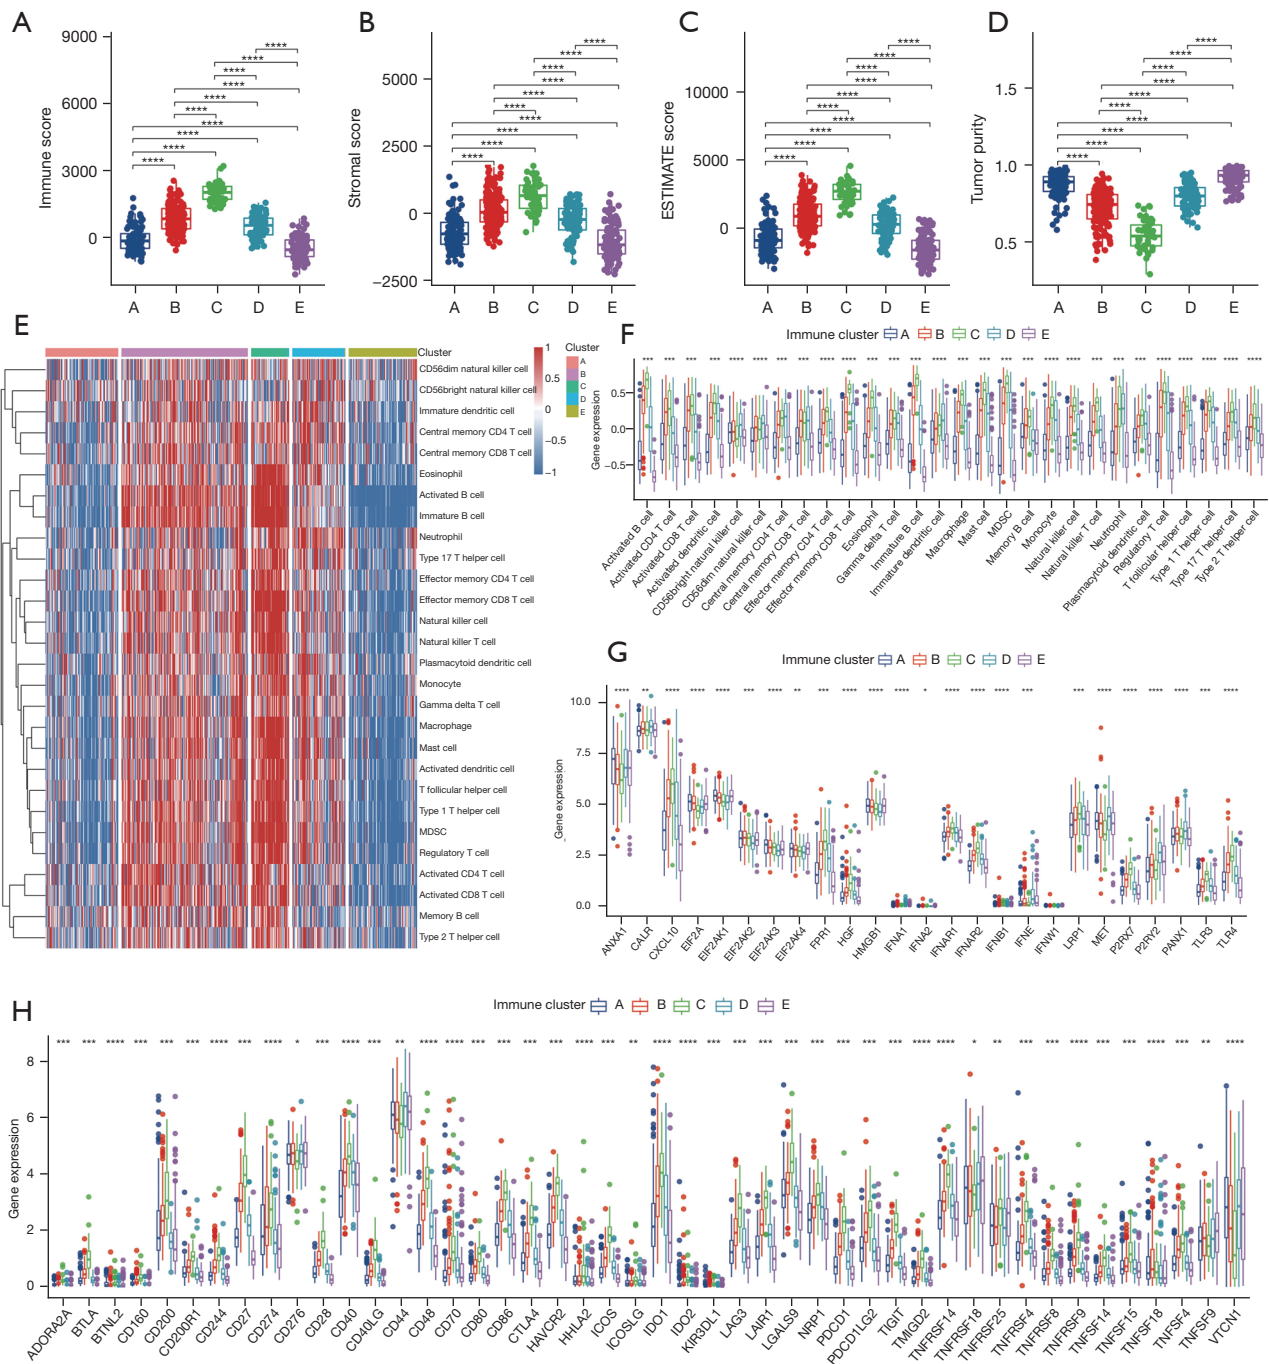 A
Immune score
9000
6000
3000
0
****
****
****
****
****
****
****
****
****
****
A B C D E
B
Stromal score
5000
2500
0
−2500
****
****
****
****
****
****
****
****
****
****
A B C D E
C
ESTIMATE score
10000
5000
0
****
****
****
****
****
****
****
****
****
****
A B C D E
D
Tumor purity
1.5
1.0
0.5
****
****
****
****
****
****
****
****
****
****
A B C D E
E
Cluster
CD56dim natural killer cell
CD56bright natural killer cell
Immature dendritic cell
Central memory CD4 T cell
Central memory CD8 T cell
Eosinophil
Activated B cell
Immature B cell
Neutrophil
Type 17 T helper cell
Effector memory CD4 T cell
Effector memory CD8 T cell
Natural killer cell
Natural killer T cell
Plasmacytoid dendritic cell
Monocyte
Gamma delta T cell
Macrophage
Mast cell
Activated dendritic cell
T follicular helper cell
Type 1 T helper cell
MDSC
Regulatory T cell
Activated CD4 T cell
Activated CD8 T cell
Memory B cell
Type 2 T helper cell
1
0.5
0
−0.5
−1
Cluster
A
B
C
D
E
F
Immune cluster A B C D E
Gene expression
0.5
0.0
−0.5
*** *** *** *** **** **** *** *** **** **** *** *** *** **** *** *** *** *** *** **** *** *** *** **** **** **** ****
Activated B cell
Activated CD4 T cell
Activated CD8 T cell
Activated dendritic cell
CD56bright natural killer cell
CD56dim natural killer cell
Central memory CD4 T cell
Central memory CD8 T cell
Effector memory CD4 T cell
Effector memory CD8 T cell
Eosinophil
Gamma delta T cell
Immature B cell
Immature dendritic cell
Macrophage
Mast cell
MDSC
Memory B cell
Monocyte
Natural killer cell
Natural killer T cell
Neutrophil
Plasmacytoid dendritic cell
Regulatory T cell
T follicular helper cell
Type 1 T helper cell
Type 17 T helper cell
Type 2 T helper cell
G
Immune cluster A B C D E
Gene expression
10.0
7.5
5.0
2.5
0.0
**** ** **** **** **** *** **** ** *** **** **** **** * **** **** **** *** *** **** **** **** **** *** ****
ANXA1
CALR
CXCL10
EIF2A
EIF2AK1
EIF2AK2
EIF2AK3
EIF2AK4
FPR1
HGF
HMGB1
IFNA1
IFNA2
IFNAR1
IFNAR2
IFNB1
IFNE
IFNW1
LRP1
MET
P2RX7
P2RY2
PANX1
TLR3
TLR4
H
Immune cluster A B C D E
Gene expression
8
6
4
2
0
*** *** **** *** *** *** *** **** * *** **** *** ** **** **** *** *** *** *** **** *** ** **** **** *** *** *** *** *** *** *** *** **** **** * ** *** *** **** *** *** **** *** ** ****
ADORA2A
BTLA
BTNL2
CD160
CD200
CD200R1
CD244
CD27
CD274
CD276
CD28
CD40
CD40LG
CD44
CD48
CD70
CD80
CD86
CTLA4
HAVCR2
HHLA2
ICOS
ICOSLG
IDO1
IDO2
KIR3DL1
LAG3
LAIR1
LGALS9
NRP1
PDCD1
PDCD1LG2
TIGIT
TMIGD2
TNFRSF14
TNFRSF18
TNFRSF25
TNFRSF4
TNFRSF8
TNFRSF9
TNFSF14
TNFSF15
TNFSF18
TNFSF4
TNFSF9
VTCN1